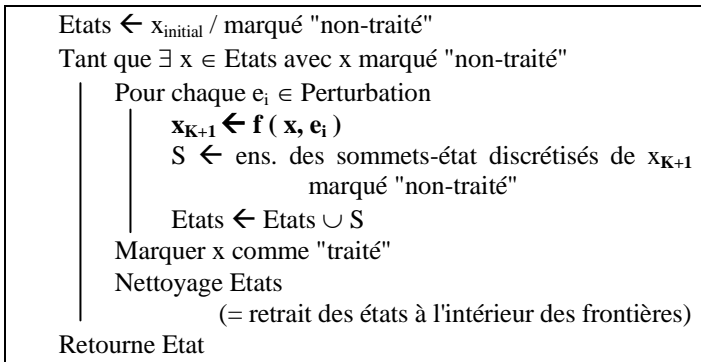 Etats ← x_initial / marqué "non-traité"
Tant que ∃ x ∈ Etats avec x marqué "non-traité"
Pour chaque e_i ∈ Perturbation
x_K+1 ← f ( x, e_i )
S ← ens. des sommets-état discrétisés de x_K+1
marqué "non-traité"
Etats ← Etats ∪ S
Marquer x comme "traité"
Nettoyage Etats
(= retrait des états à l'intérieur des frontières)
Retourne Etat